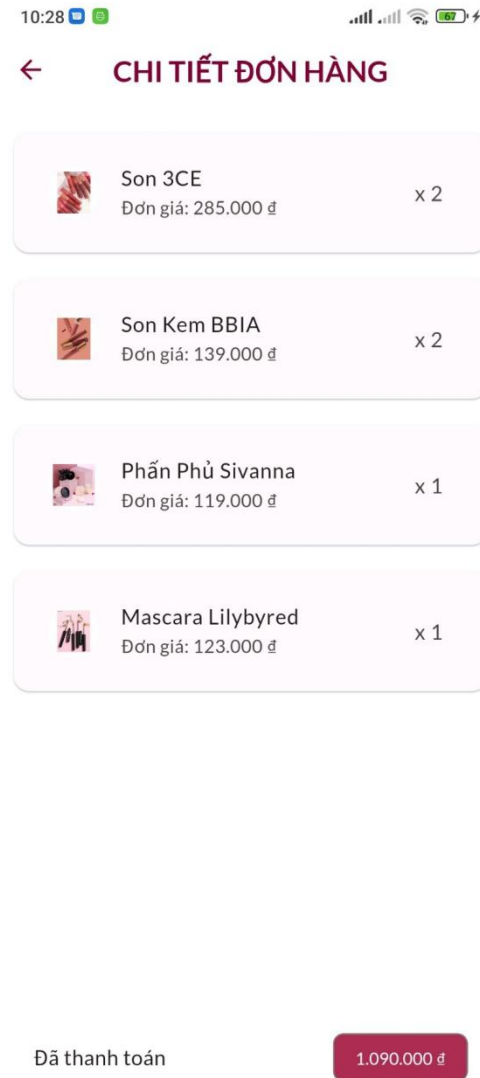 10:28
67
CHI TIẾT ĐƠN HÀNG
Son 3CE
Đơn giá: 285.000 ₫
x 2
Son Kem BBIA
Đơn giá: 139.000 ₫
x 2
Phấn Phủ Sivanna
Đơn giá: 119.000 ₫
x 1
Mascara Lilybyred
Đơn giá: 123.000 ₫
x 1
Đã thanh toán
1.090.000 ₫